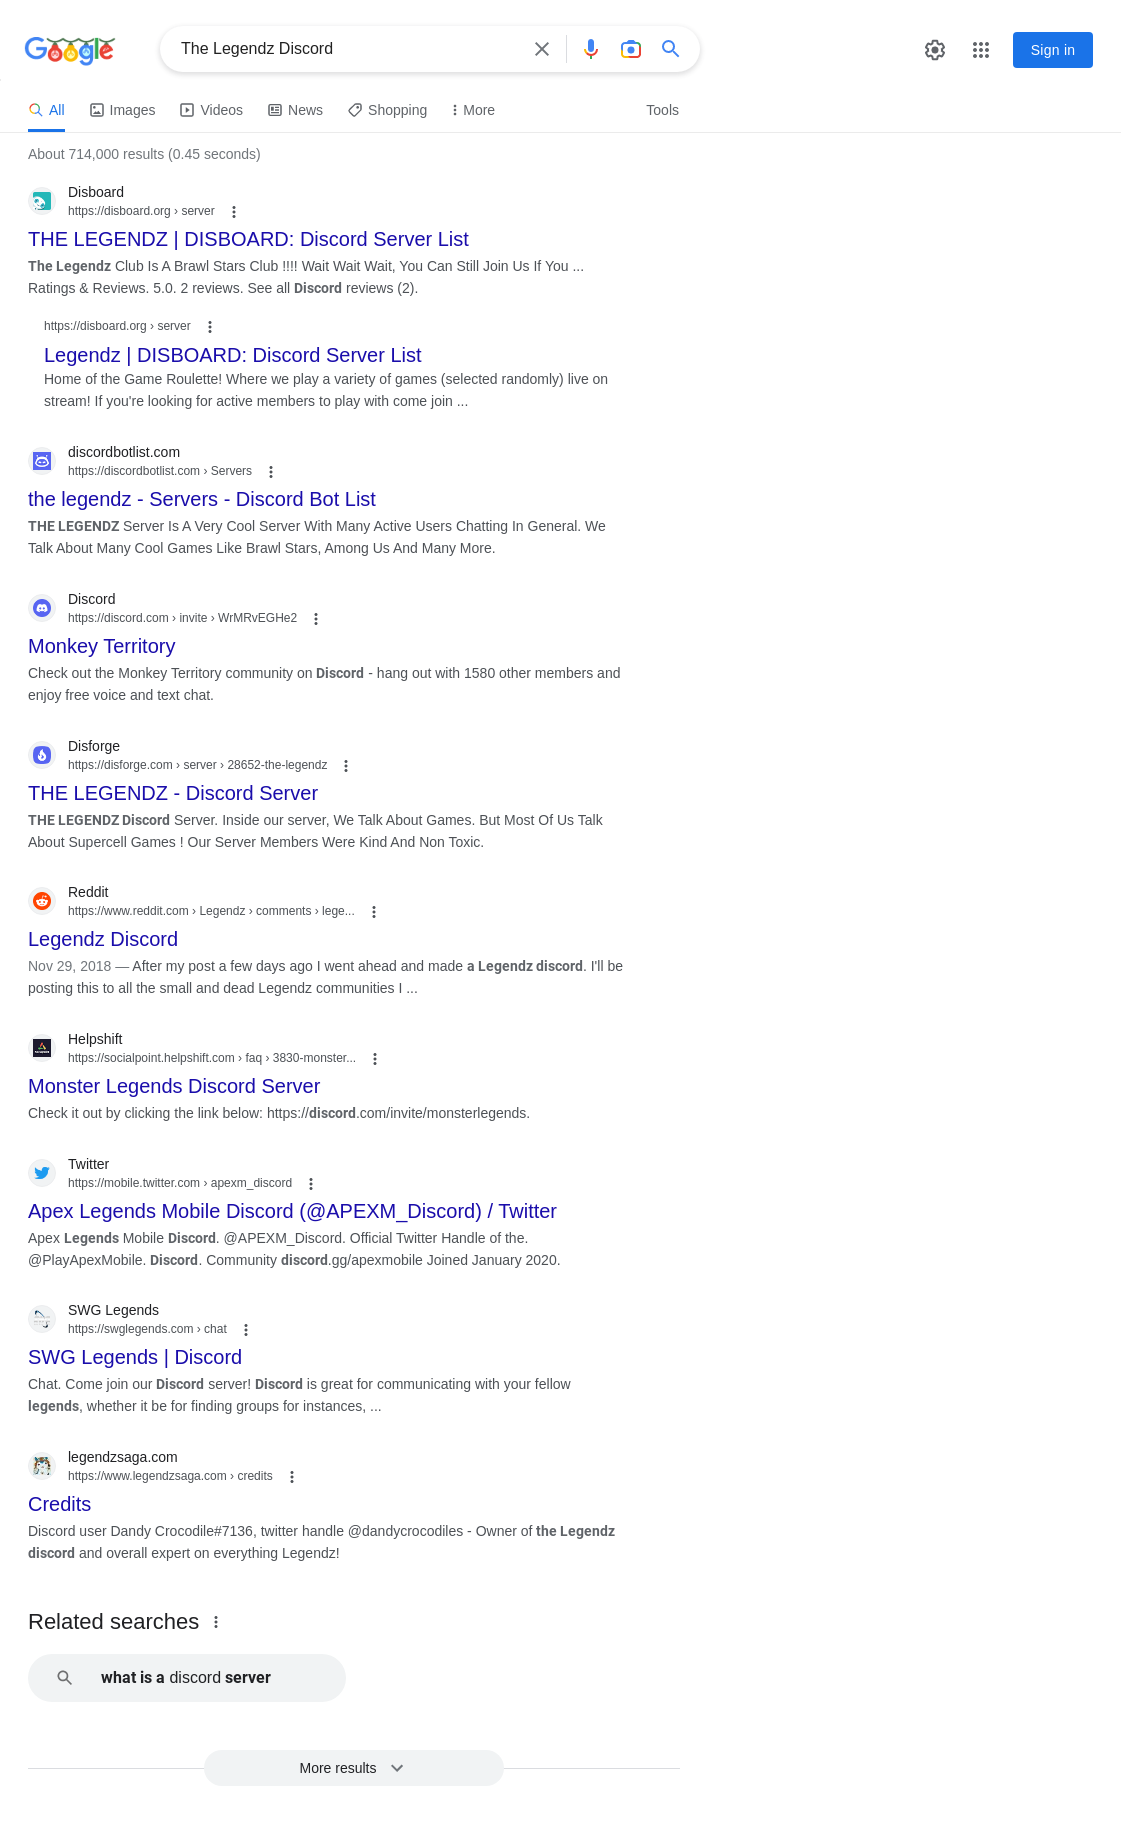 Google
The Legendz Discord
Sign in
All
Images
Videos
News
Shopping
More
Tools
About 714,000 results (0.45 seconds)
Disboard
https://disboard.org › server
THE LEGENDZ | DISBOARD: Discord Server List
The Legendz Club Is A Brawl Stars Club !!!! Wait Wait Wait, You Can Still Join Us If You ...
Ratings & Reviews. 5.0. 2 reviews. See all Discord reviews (2).
https://disboard.org › server
Legendz | DISBOARD: Discord Server List
Home of the Game Roulette! Where we play a variety of games (selected randomly) live on
stream! If you're looking for active members to play with come join ...
discordbotlist.com
https://discordbotlist.com › Servers
the legendz - Servers - Discord Bot List
THE LEGENDZ Server Is A Very Cool Server With Many Active Users Chatting In General. We
Talk About Many Cool Games Like Brawl Stars, Among Us And Many More.
Discord
https://discord.com › invite › WrMRvEGHe2
Monkey Territory
Check out the Monkey Territory community on Discord - hang out with 1580 other members and
enjoy free voice and text chat.
Disforge
https://disforge.com › server › 28652-the-legendz
THE LEGENDZ - Discord Server
THE LEGENDZ Discord Server. Inside our server, We Talk About Games. But Most Of Us Talk
About Supercell Games ! Our Server Members Were Kind And Non Toxic.
Reddit
https://www.reddit.com › Legendz › comments › lege...
Legendz Discord
Nov 29, 2018 — After my post a few days ago I went ahead and made a Legendz discord. I'll be
posting this to all the small and dead Legendz communities I ...
Helpshift
https://socialpoint.helpshift.com › faq › 3830-monster...
Monster Legends Discord Server
Check it out by clicking the link below: https://discord.com/invite/monsterlegends.
Twitter
https://mobile.twitter.com › apexm_discord
Apex Legends Mobile Discord (@APEXM_Discord) / Twitter
Apex Legends Mobile Discord. @APEXM_Discord. Official Twitter Handle of the.
@PlayApexMobile. Discord. Community discord.gg/apexmobile Joined January 2020.
SWG Legends
https://swglegends.com › chat
SWG Legends | Discord
Chat. Come join our Discord server! Discord is great for communicating with your fellow
legends, whether it be for finding groups for instances, ...
legendzsaga.com
https://www.legendzsaga.com › credits
Credits
Discord user Dandy Crocodile#7136, twitter handle @dandycrocodiles - Owner of the Legendz
discord and overall expert on everything Legendz!
Related searches
what is a discord server
More results